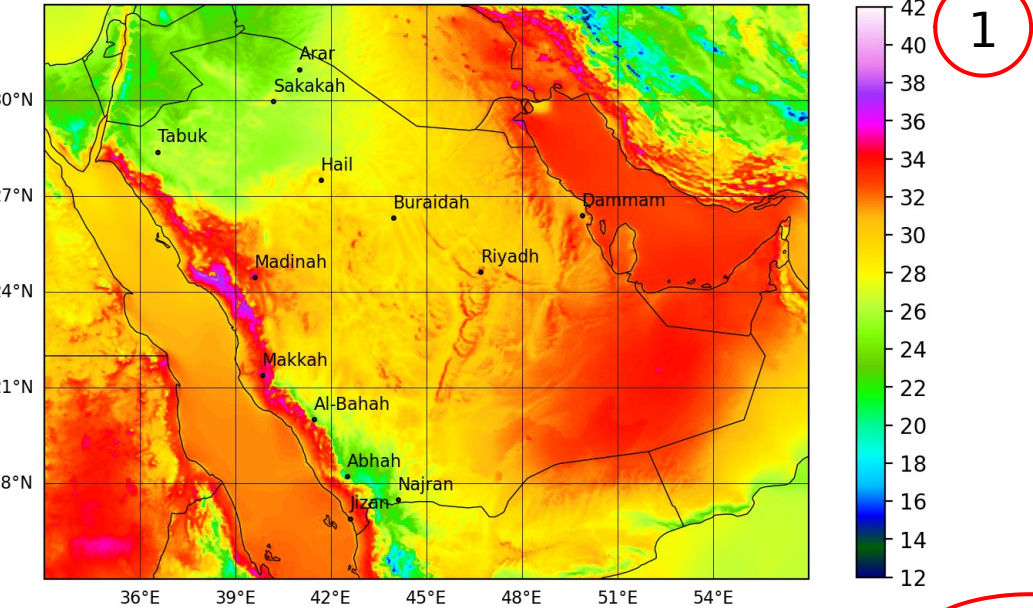 42
1
40
Arar
38
Sakakah
30°N
36
Tabuk
34
Hail
32
27°N
Buraidah
Dammam
30
Madinah
Riyadh
28
24°N
26
24
Makkah
22
21°N
Al-Bahah
20
Abhah
18
8°N
Najran
Jizan
16
14
12
36°E
39°E
42°E
45°E
48°E
51°E
54°E